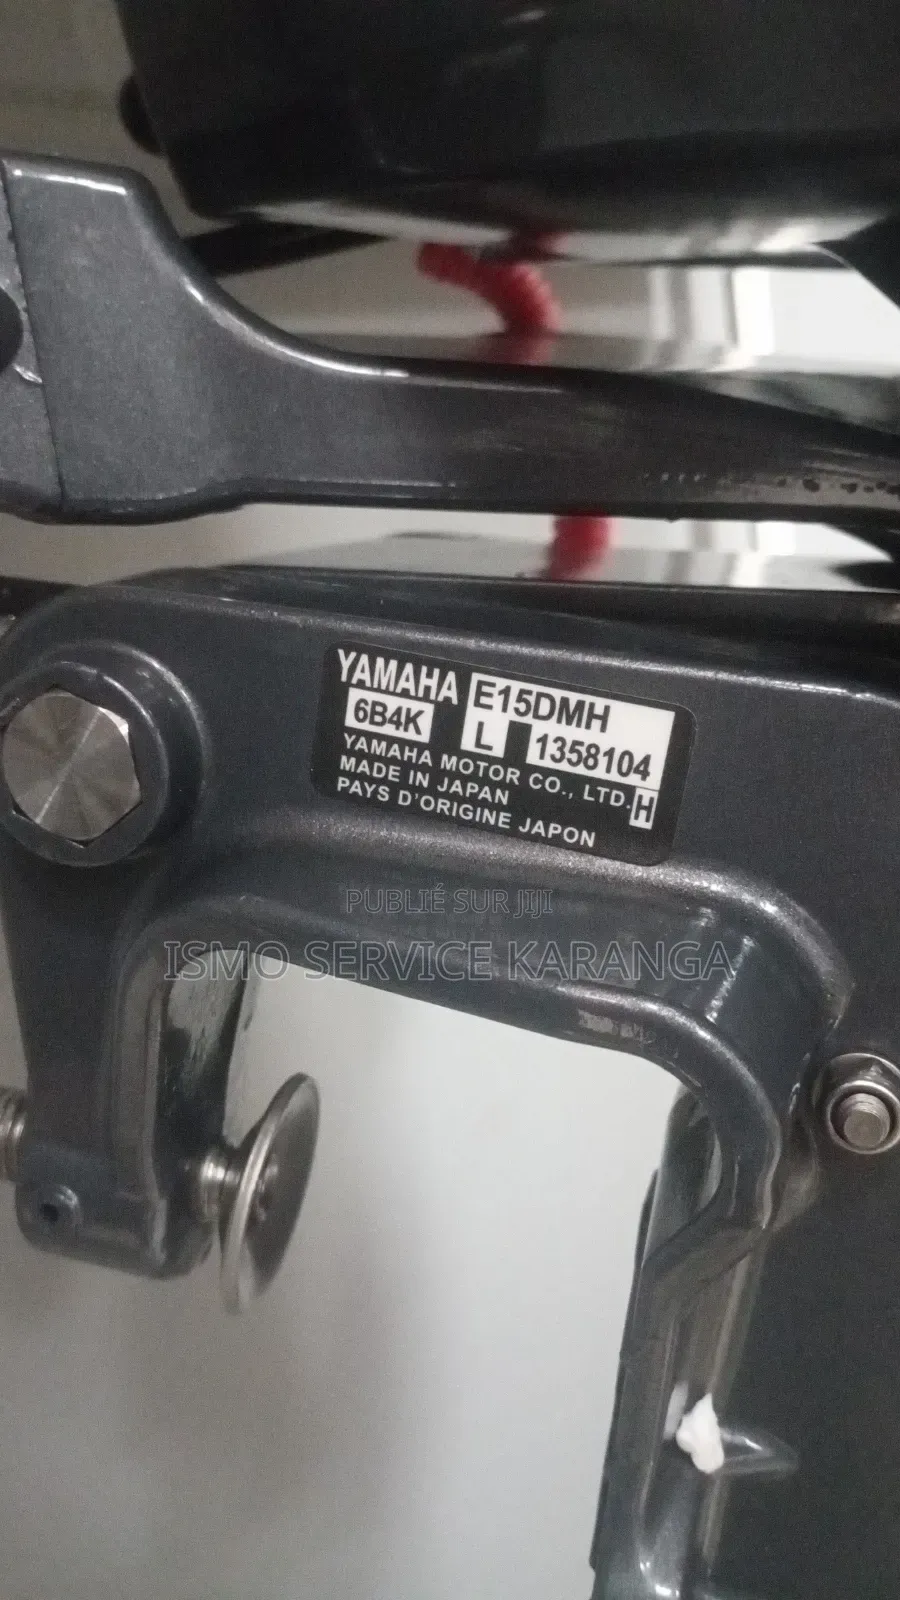 YAMAHA E15DMH
6B4K L 1358104
YAMAHA MOTOR CO., LTD.
MADE IN JAPAN H
PAYS D'ORIGINE JAPON
PUBLIÉ SUR JIJI
ISMO SERVICE KARANGA